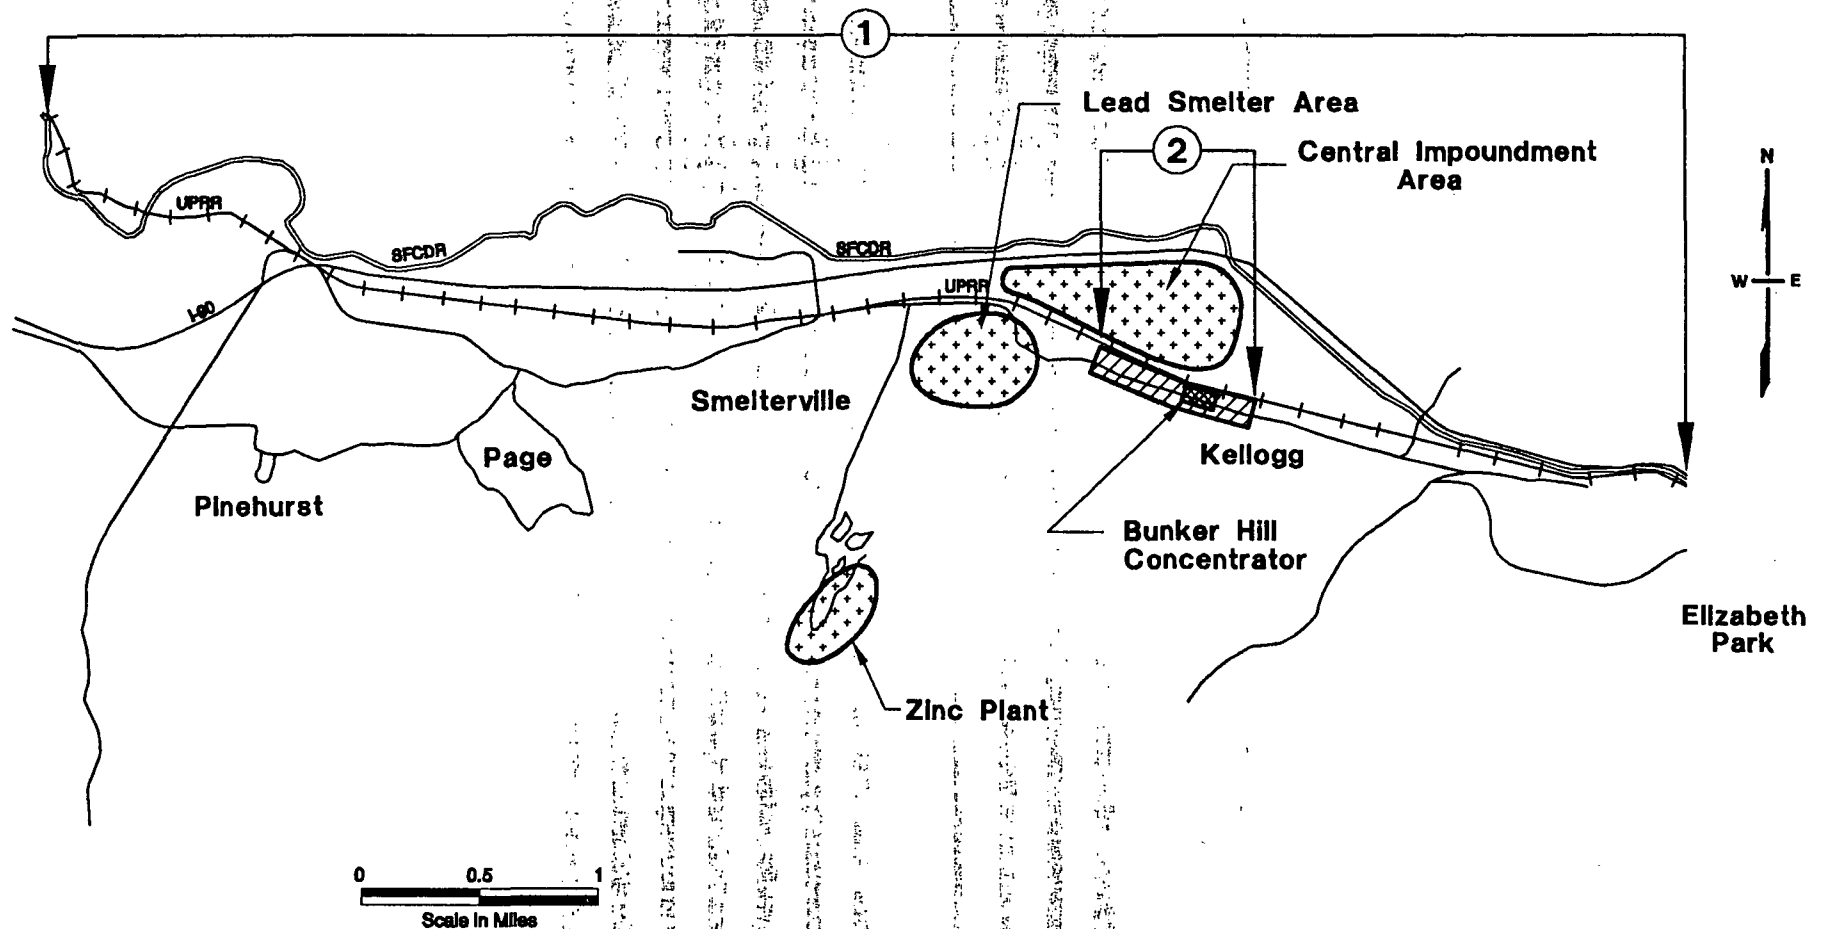 1
Lead Smelter Area
2
Central Impoundment
Area
N
W E
UPRR
SFCDR
SFCDR
UPRR
I-90
Smelterville
Page
Kellogg
Pinehurst
Bunker Hill
Concentrator
Elizabeth
Park
Zinc Plant
0 0.5 1
Scale in Miles